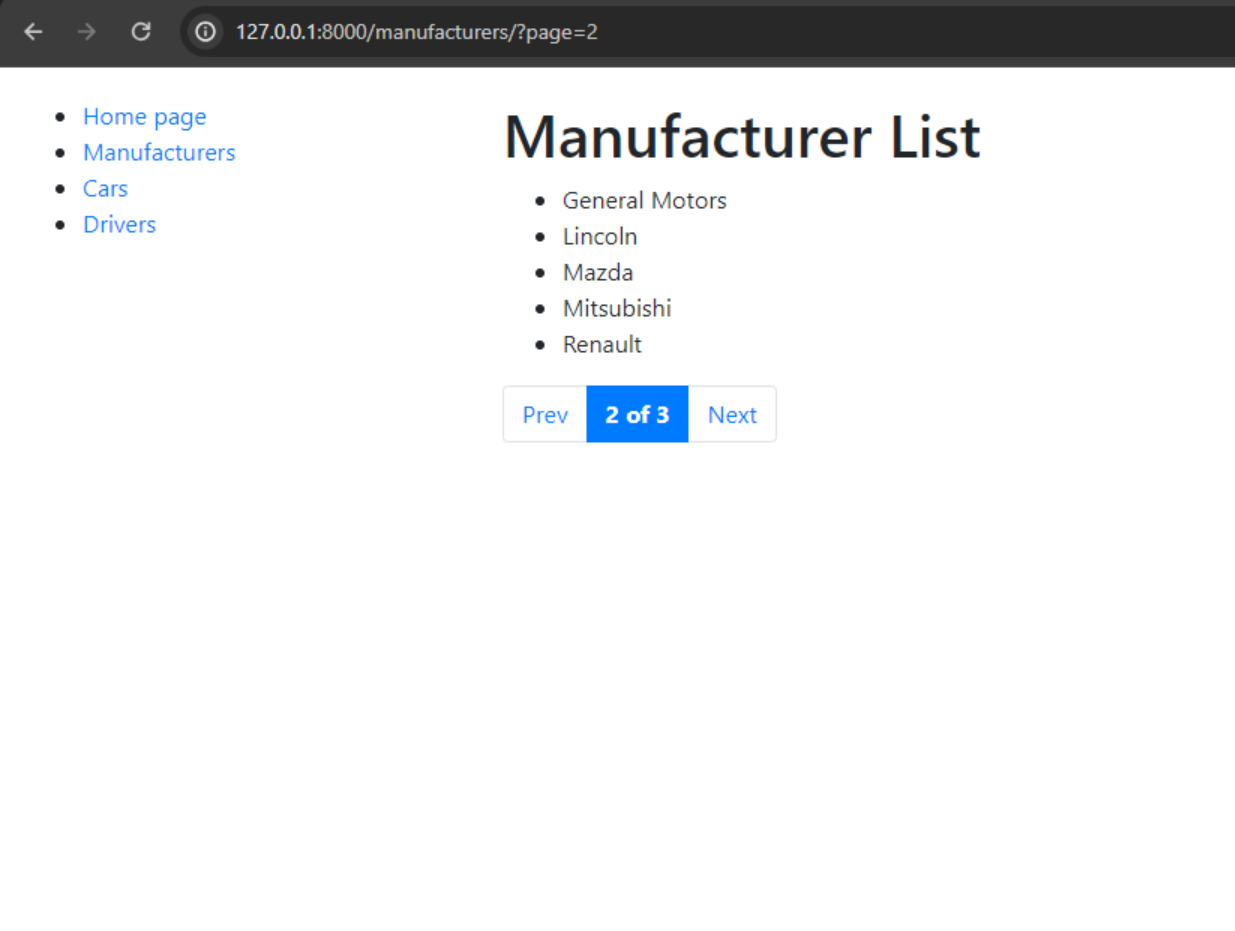 127.0.0.1:8000/manufacturers/?page=2
Home page
Manufacturers
Cars
Drivers
Manufacturer List
General Motors
Lincoln
Mazda
Mitsubishi
Renault
Prev 2 of 3 Next